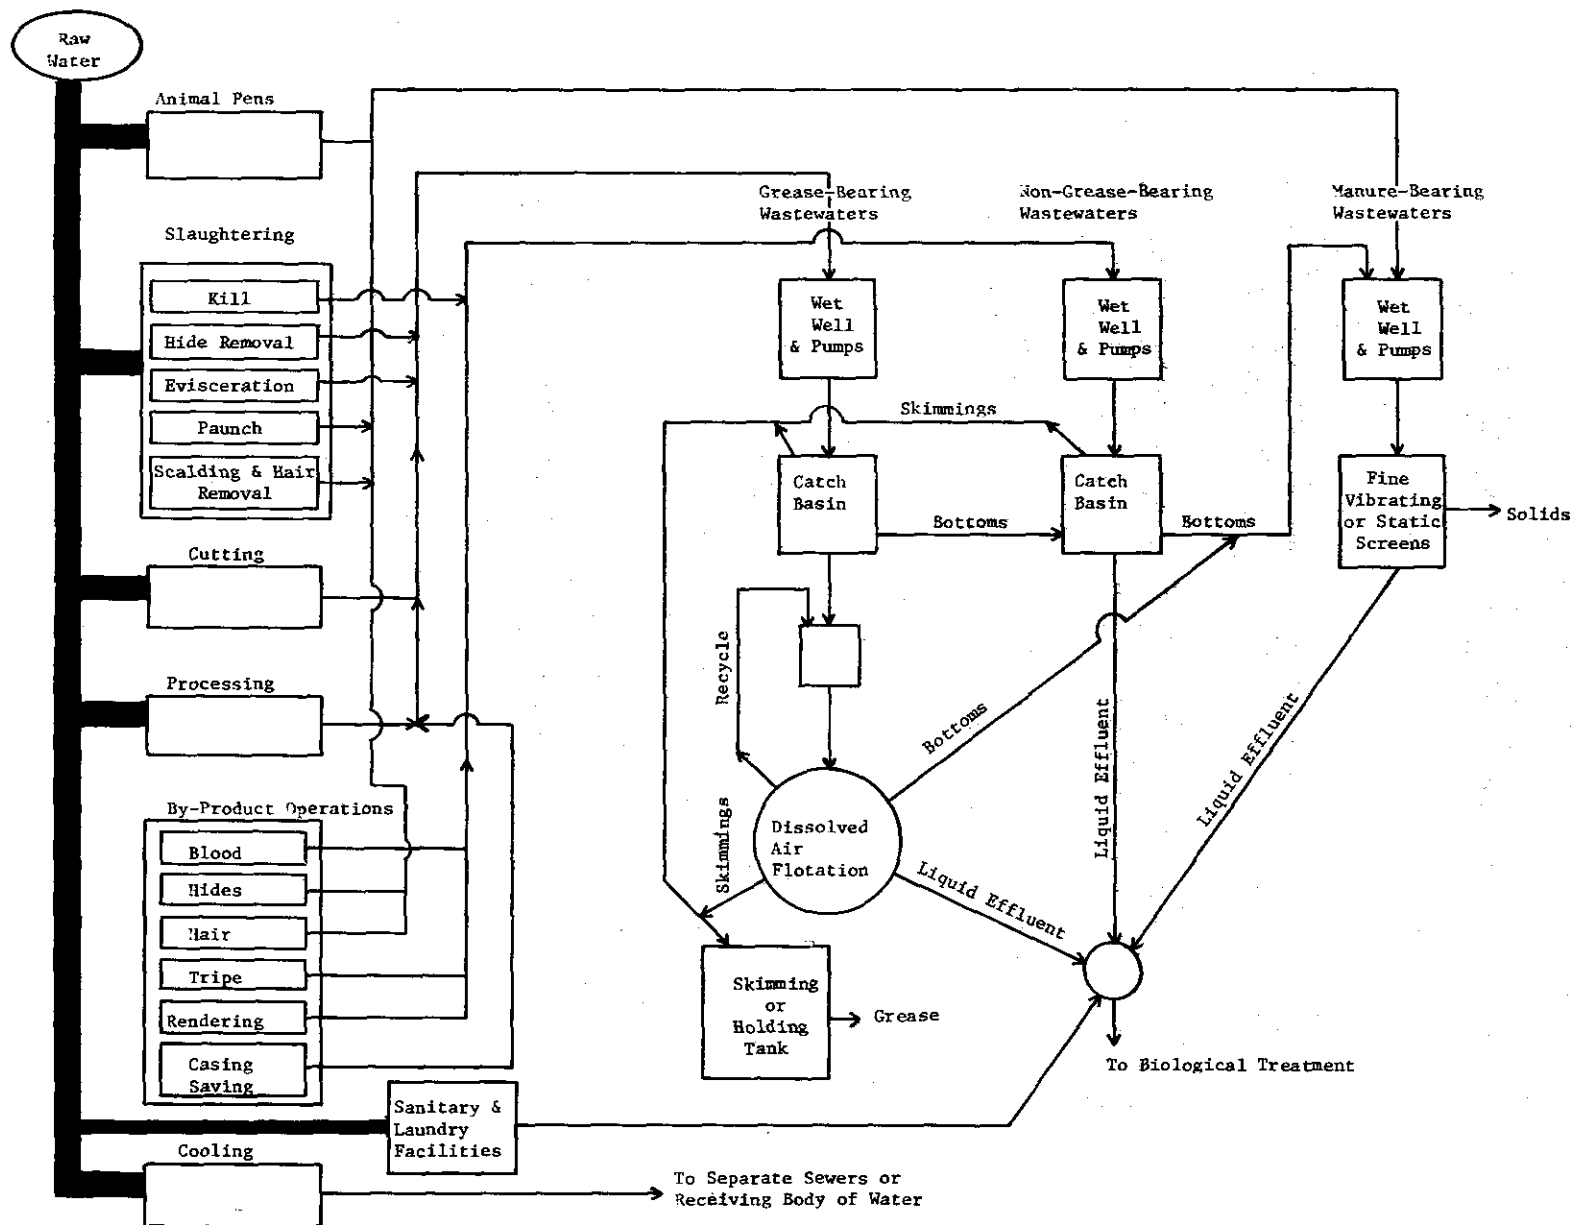 Raw
Water
Animal Pens
Slaughtering
Kill
Hide Removal
Evisceration
Paunch
Scalding & Hair
Removal
Cutting
Processing
By-Product Operations
Blood
Hides
Hair
Tripe
Rendering
Casing
Saving
Sanitary &
Laundry
Facilities
Cooling
To Separate Sewers or
Receiving Body of Water
Grease-Bearing
Wastewaters
Non-Grease-Bearing
Wastewaters
Manure-Bearing
Wastewaters
Wet
Well
& Pumps
Wet
Well
& Pumps
Wet
Well
& Pumps
Skimmings
Catch
Basin
Bottoms
Catch
Basin
Bottoms
Fine
Vibrating
or Static
Screens
Solids
Recycle
Bottoms
Liquid Effluent
Liquid Effluent
Skimmings
Dissolved
Air
Flotation
Liquid Effluent
Skimming
or
Holding
Tank
Grease
To Biological Treatment